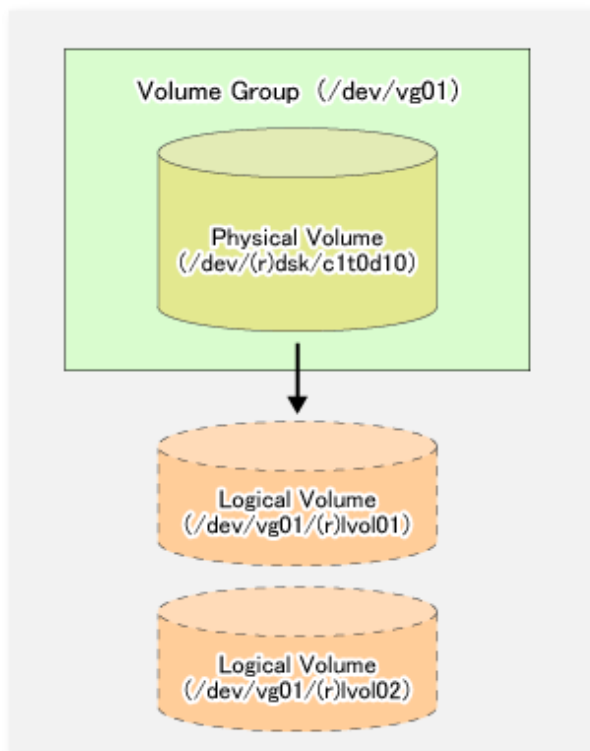 Volume Group (/dev/vg01)
Physical Volume
(/dev/(r)dsk/c1t0d10)
Logical Volume
(/dev/vg01/(r)lvol01)
Logical Volume
(/dev/vg01/(r)lvol02)